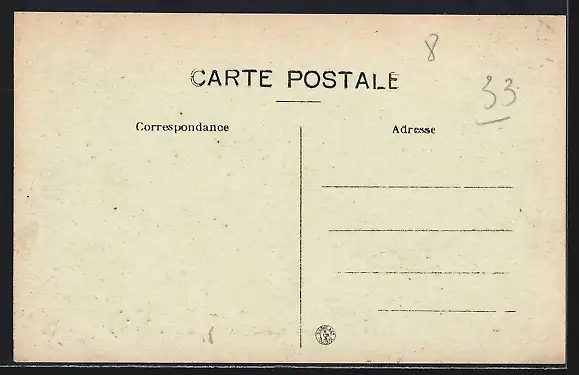 8
CARTE POSTALE
33
Correspondance
Adresse